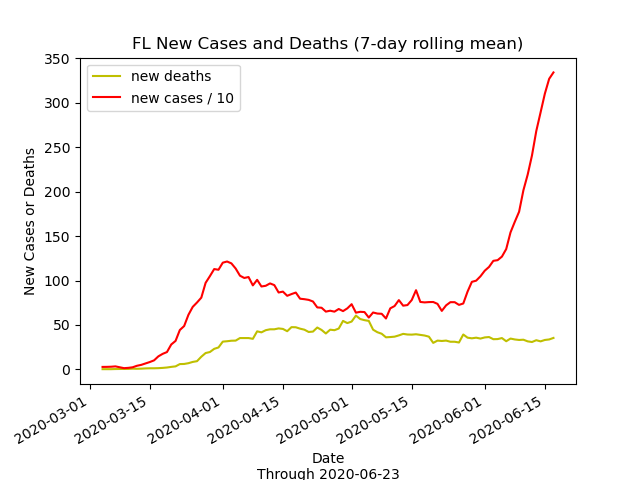 FL New Cases and Deaths (7-day rolling mean)
new deaths
new cases / 10
350
300
250
200
150
100
50
0
New Cases or Deaths
2020-03-01
2020-03-15
2020-04-01
2020-04-15
2020-05-01
2020-05-15
2020-06-01
2020-06-15
Date
Through 2020-06-23